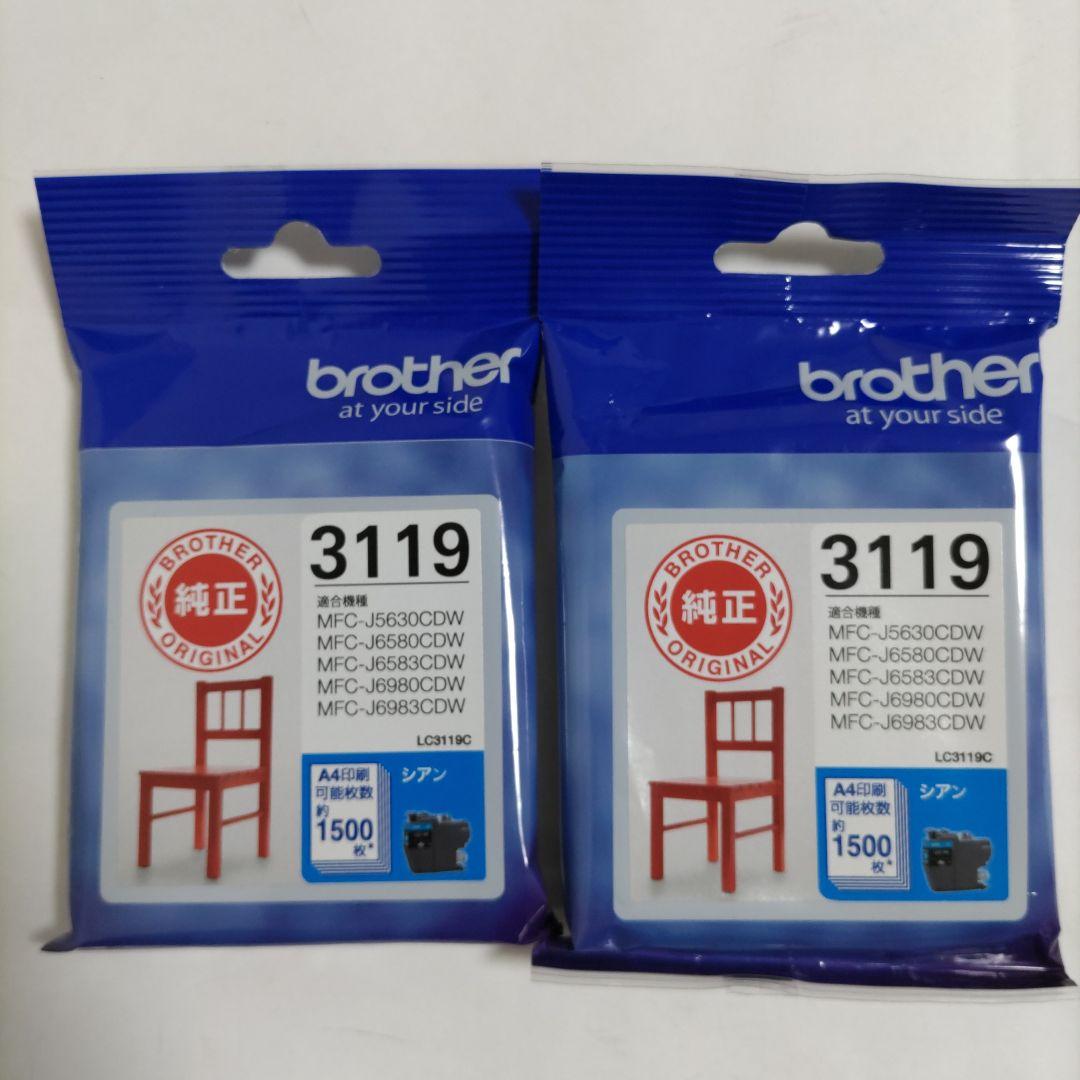 brother
at your side
BROTHER
純正
ORIGINAL
3119
適合機種
MFC-J5630CDW
MFC-J6580CDW
MFC-J6583CDW
MFC-J6980CDW
MFC-J6983CDW
LC3119C
A4印刷
可能枚数
約
1500
枚*
シアン
brother
at your side
BROTHER
純正
ORIGINAL
3119
適合機種
MFC-J5630CDW
MFC-J6580CDW
MFC-J6583CDW
MFC-J6980CDW
MFC-J6983CDW
LC3119C
A4印刷
可能枚数
約
1500
枚*
シアン